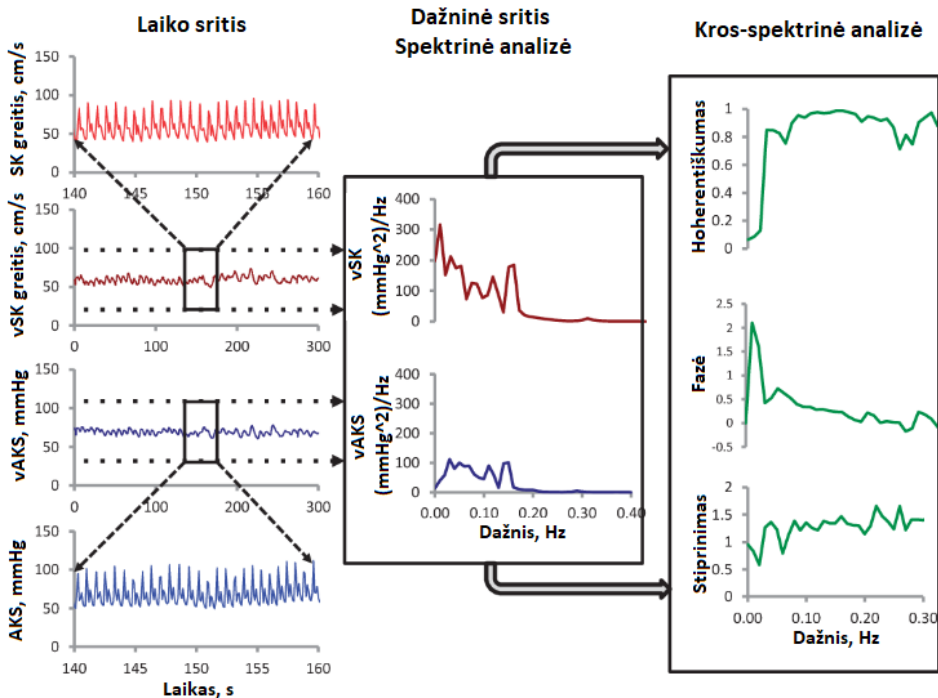 Laiko sritis
Dažninė sritis
Spektrinė analizė
Kros-spektrinė analizė
SK greitis, cm/s
150
100
50
0
140 145 150 155 160
vSK greitis, cm/s
150
100
50
0
0 100 200 300
vAKS, mmHg
150
100
50
0
0 100 200 300
AKS, mmHg
150
100
50
0
140 145 150 155 160
Laikas, s
vSK
(mmHg^2)/Hz
400
300
200
100
0
vAKS
(mmHg^2)/Hz
400
300
200
100
0
0.00 0.10 0.20 0.30 0.40
Dažnis, Hz
Hoherentiškumas
1
0.8
0.6
0.4
0.2
0
Fazė
2.5
2
1.5
1
0.5
0
-0.5
Stiprinimas
2
1.5
1
0.5
0
0.00 0.10 0.20 0.30
Dažnis, Hz